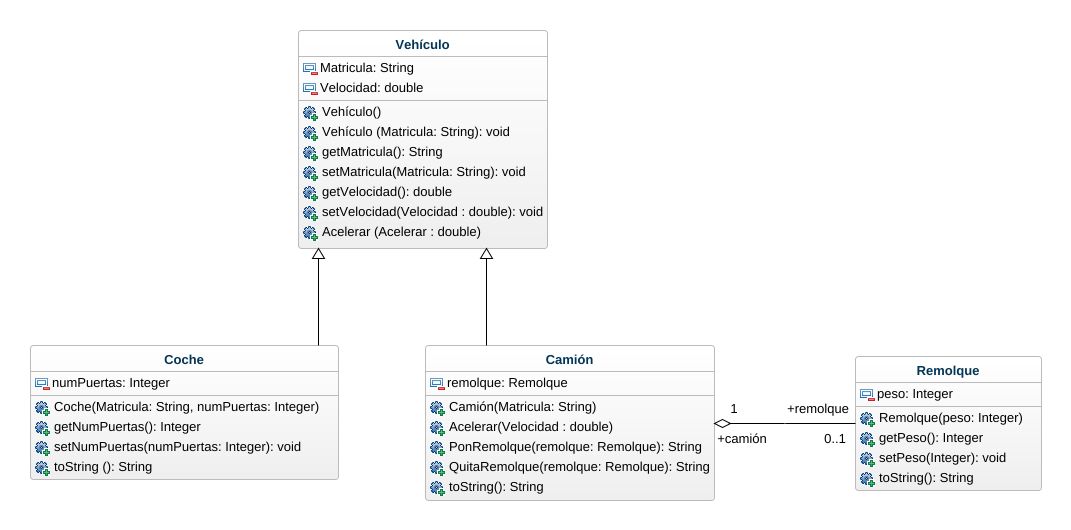 Vehículo
Matricula: String
Velocidad: double
Vehículo()
Vehículo (Matricula: String): void
getMatricula(): String
setMatricula(Matricula: String): void
getVelocidad(): double
setVelocidad(Velocidad : double): void
Acelerar (Acelerar : double)
Coche
numPuertas: Integer
Coche(Matricula: String, numPuertas: Integer)
getNumPuertas(): Integer
setNumPuertas(numPuertas: Integer): void
toString (): String
Camión
remolque: Remolque
Camión(Matricula: String)
Acelerar(Velocidad : double)
PonRemolque(remolque: Remolque): String
QuitaRemolque(remolque: Remolque): String
toString(): String
1
+remolque
+camión
0..1
Remolque
peso: Integer
Remolque(peso: Integer)
getPeso(): Integer
setPeso(Integer): void
toString(): String